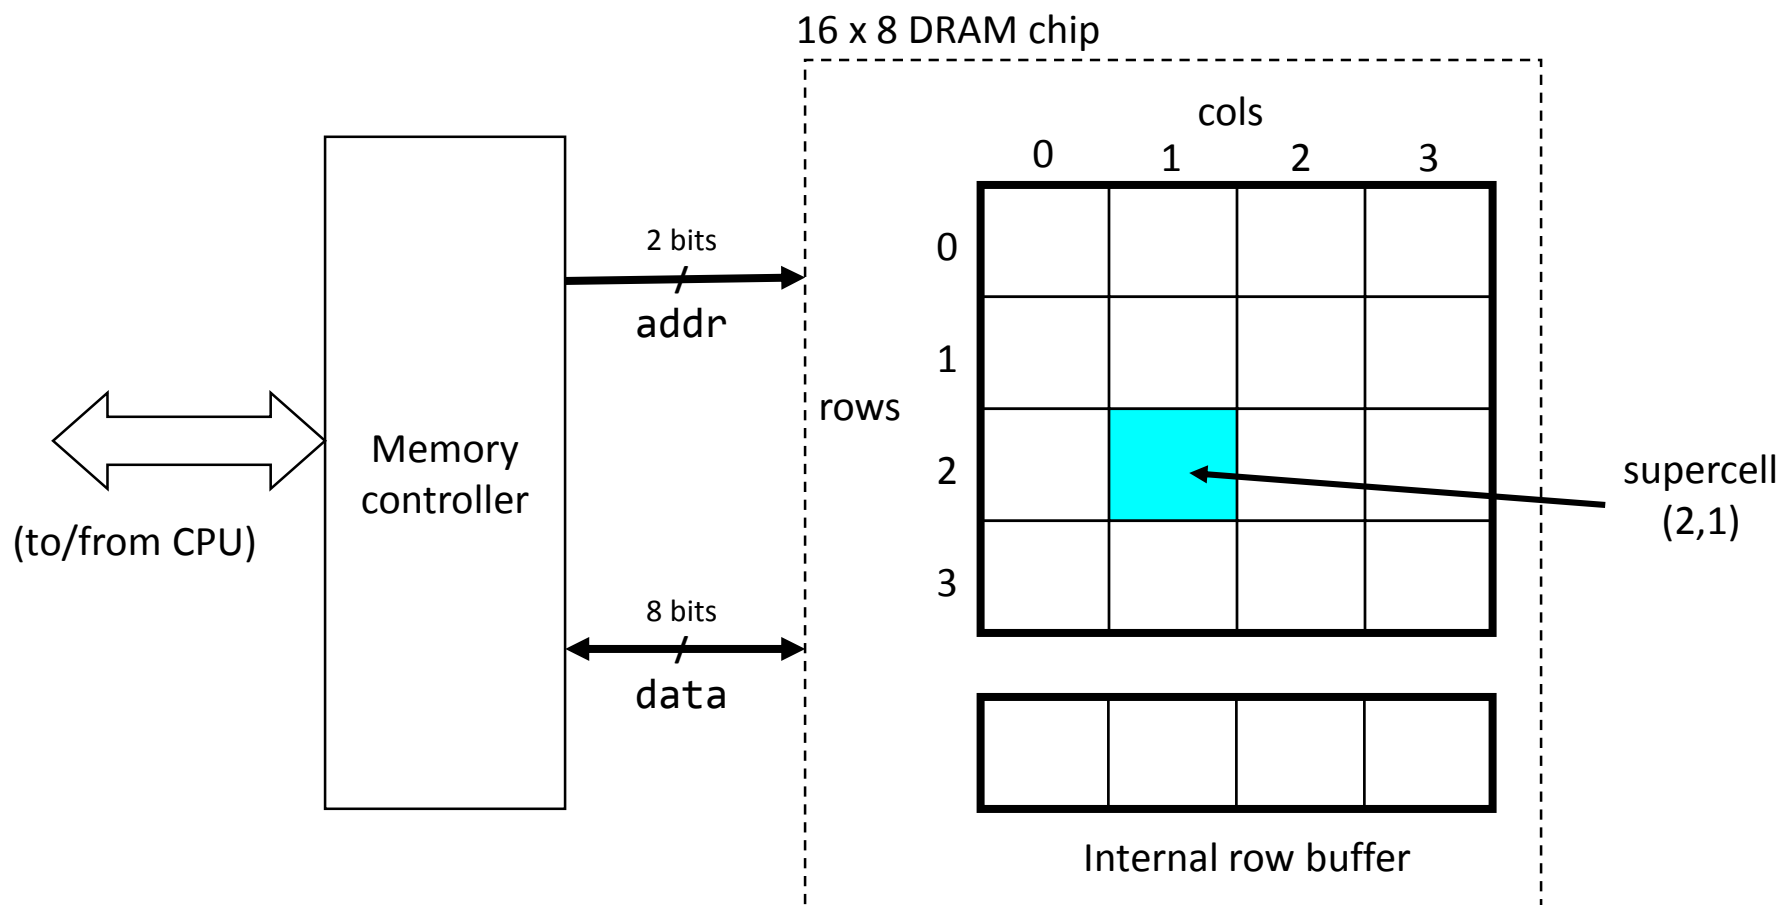 16 x 8 DRAM chip
cols
0 1 2 3
2 bits
addr
0
1
rows
2
3
Memory
controller
(to/from CPU)
supercell
(2,1)
8 bits
data
Internal row buffer